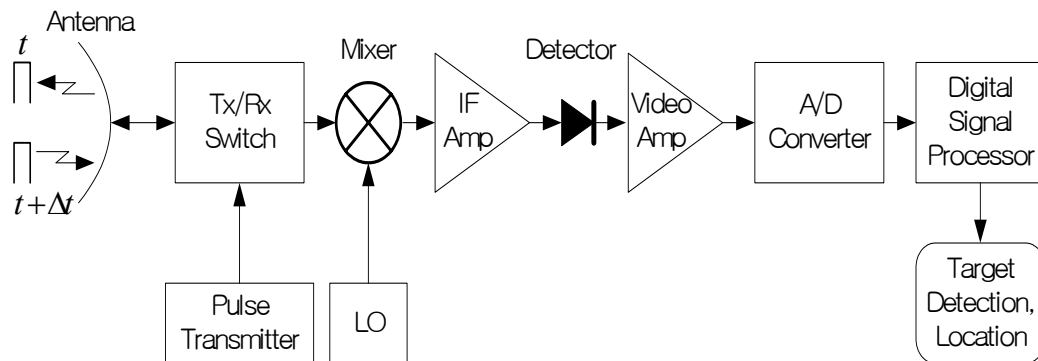 Antenna
t
t+Δt
Tx/Rx
Switch
Pulse
Transmitter
Mixer
LO
IF
Amp
Detector
Video
Amp
A/D
Converter
Digital
Signal
Processor
Target
Detection,
Location